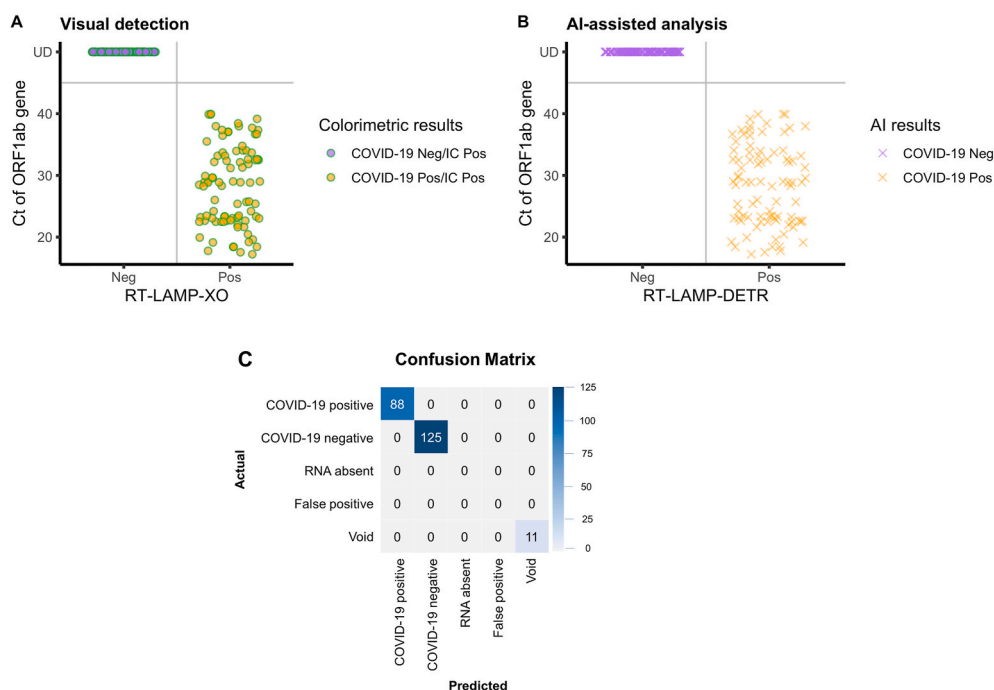 A Visual detection
UD
40
30
20
Ct of ORF1ab gene
Neg Pos
RT-LAMP-XO
Colorimetric results
COVID-19 Neg/IC Pos
COVID-19 Pos/IC Pos
B AI-assisted analysis
UD
40
30
20
Ct of ORF1ab gene
Neg Pos
RT-LAMP-DETR
AI results
COVID-19 Neg
COVID-19 Pos
C Confusion Matrix
Actual
COVID-19 positive 88 0 0 0 0
COVID-19 negative 0 125 0 0 0
RNA absent 0 0 0 0 0
False positive 0 0 0 0 0
Void 0 0 0 0 11
125
100
75
50
25
0
COVID-19 positive
COVID-19 negative
RNA absent
False positive
Void
Predicted